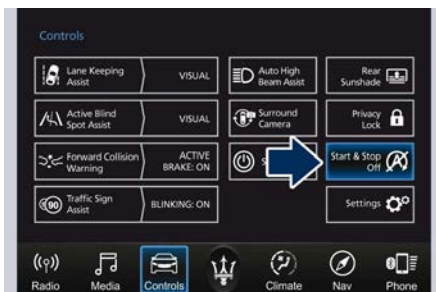 Controls
Lane Keeping
Assist
VISUAL
Auto High
Beam Assist
Rear
Sunshade
Active Blind
Spot Assist
VISUAL
Surround
Camera
Privacy
Lock
Forward Collision
Warning
ACTIVE
BRAKE: ON
Start & Stop
Off
90
Traffic Sign
Assist
BLINKING: ON
Settings
Radio
Media
Controls
Climate
Nav
Phone